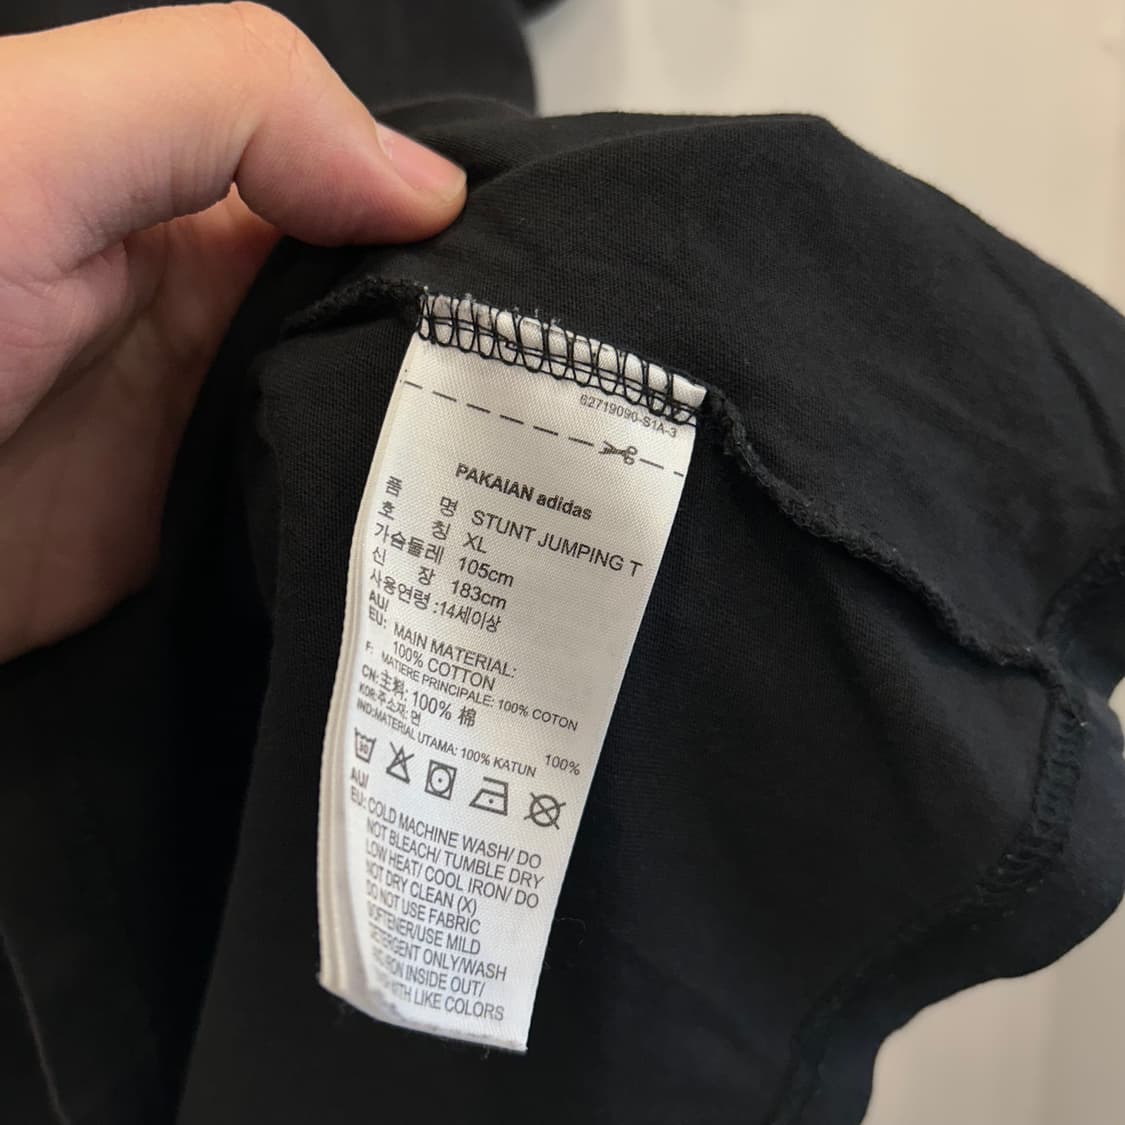 62719090-S1A-3
PAKAIAN adidas
품 명 STUNT JUMPING T
호 칭 XL
가슴둘레 105cm
신 장 183cm
사용연령 :14세이상
AU/
EU: MAIN MATERIAL:
100% COTTON
F: MATIERE PRINCIPALE: 100% COTON
CN:主料: 100% 棉
KOR:주소재: 면 100%
IND:MATERIAL UTAMA: 100% KATUN
30
AU/
EU:COLD MACHINE WASH/ DO
NOT BLEACH/ TUMBLE DRY
LOW HEAT/ COOL IRON/ DO
NOT DRY CLEAN (X)
DO NOT USE FABRIC
SOFTENER/USE MILD
DETERGENT ONLY/WASH
IRON INSIDE OUT/
WITH LIKE COLORS